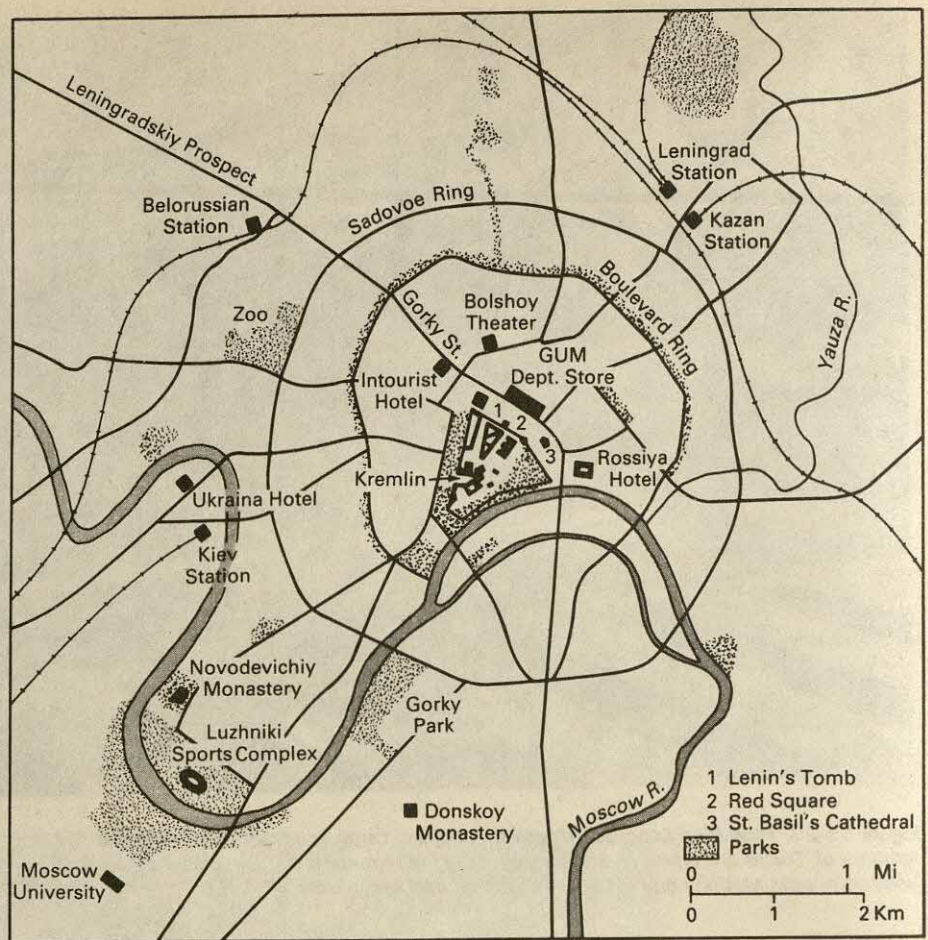 Leningradskiy Prospect
Belorussian
Station
Sadovoe Ring
Leningrad
Station
Kazan
Station
Zoo
Gorky St.
Bolshoy
Theater
Boulevard Ring
Yauza R.
GUM
Dept. Store
Intourist
Hotel
1
2
3
Kremlin
Rossiya
Hotel
Ukraina Hotel
Kiev
Station
Novodevichiy
Monastery
Luzhniki
Sports Complex
Gorky
Park
Donskoy
Monastery
Moscow R.
Moscow
University
1 Lenin's Tomb
2 Red Square
3 St. Basil's Cathedral
Parks
0 1 Mi
0 1 2 Km